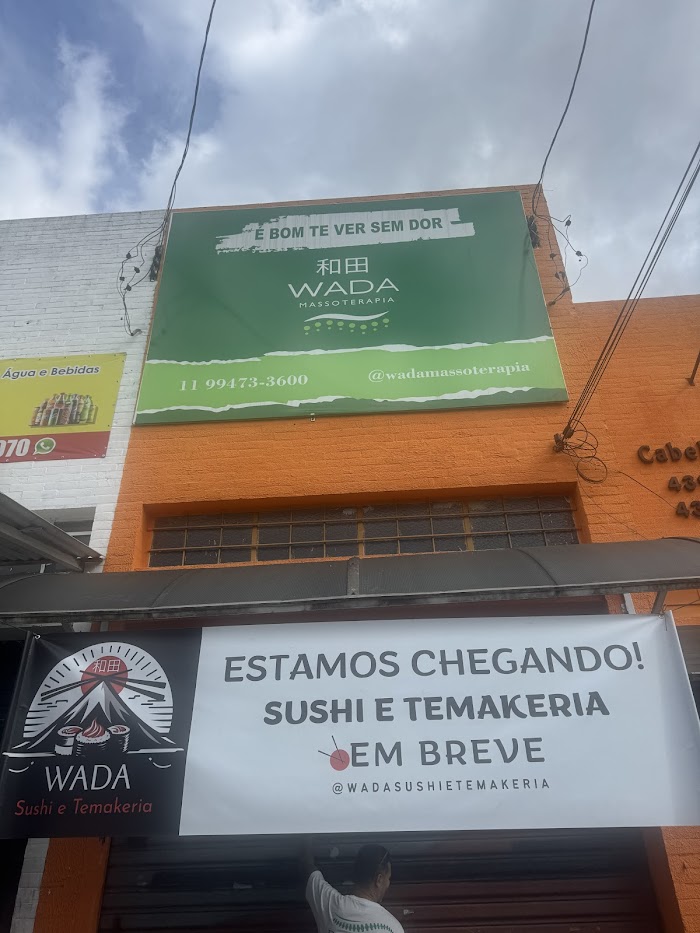 É BOM TE VER SEM DOR
和田
WADA
MASSOTERAPIA
11 99473-3600
@wadamassoterapia
Água e Bebidas
970
ESTAMOS CHEGANDO!
SUSHI E TEMAKERIA
EM BREVE
@WADASUSHIETEMAKERIA
和田
WADA
Sushi e Temakeria